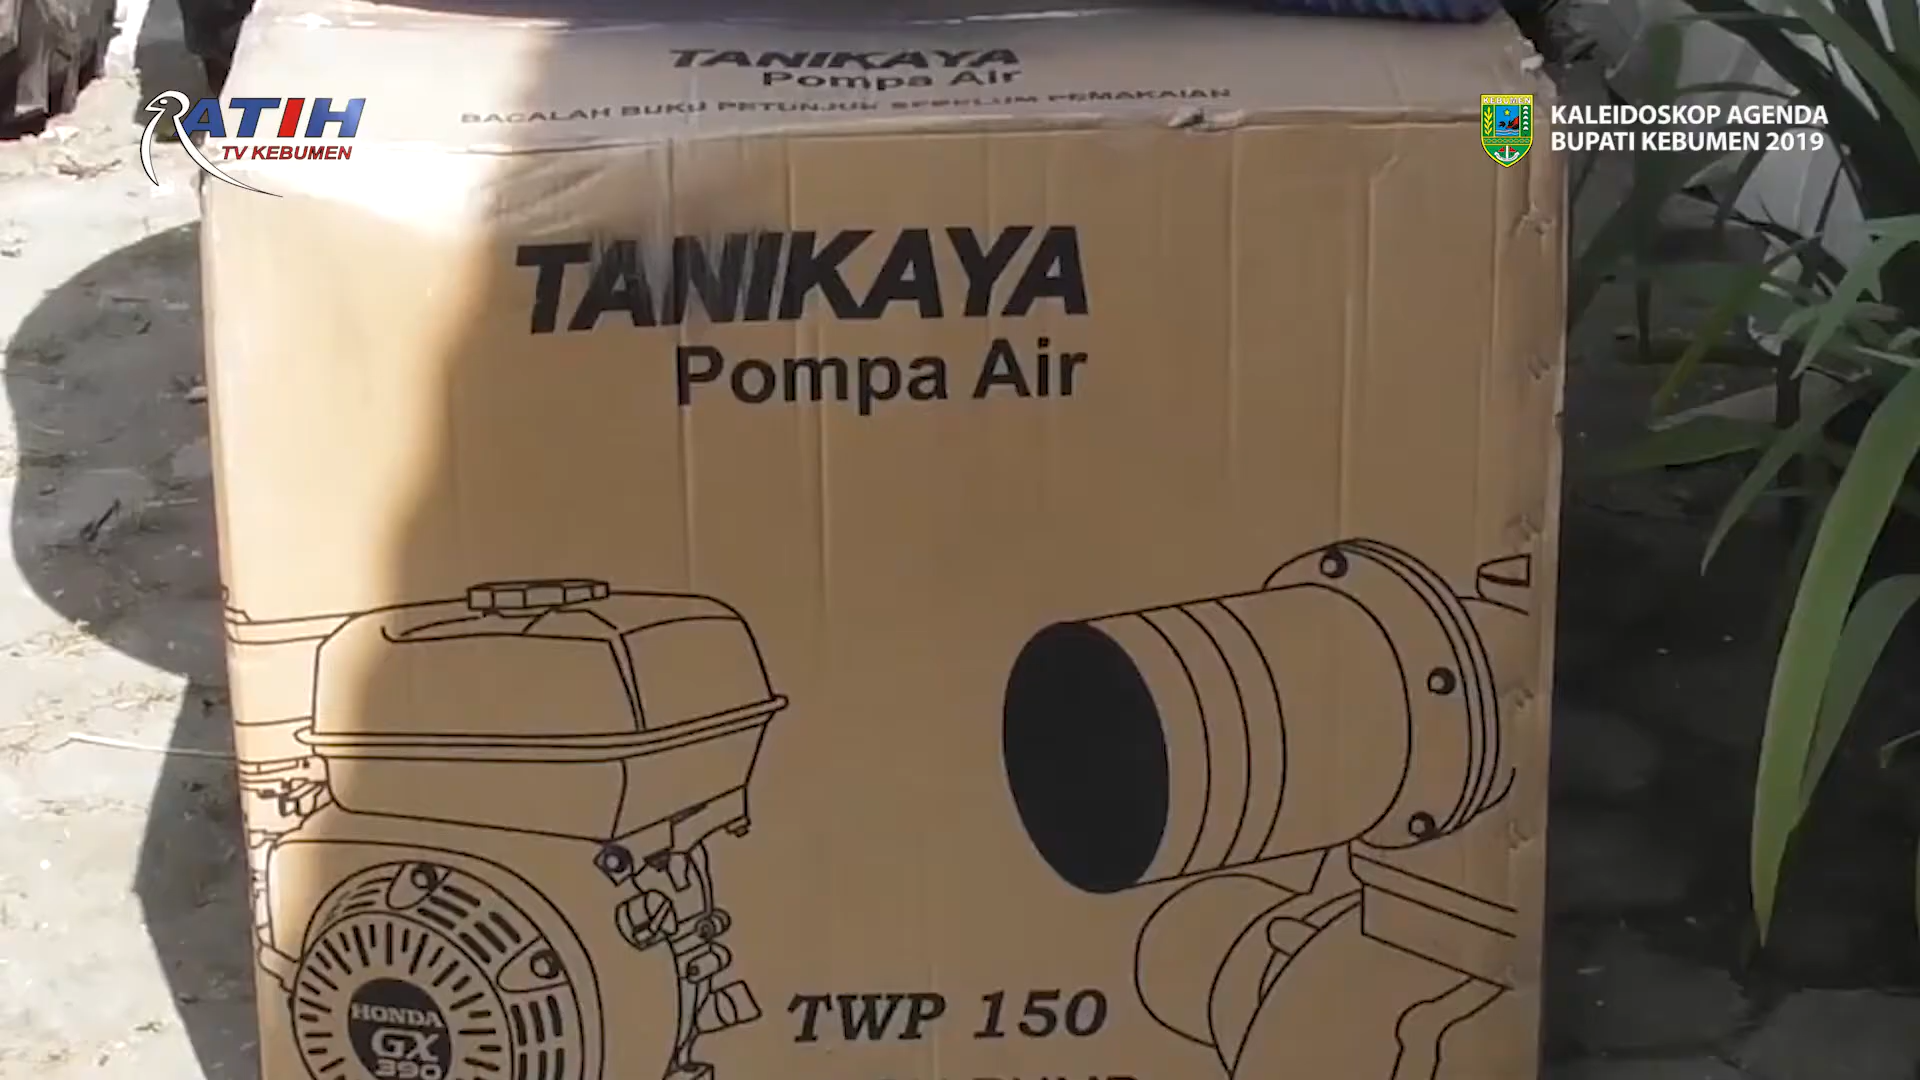 TANIKAYA
Pompa Air
BACALAH BUKU PETUNJUK SEBELUM PEMAKAIAN
RATIH
TV KEBUMEN
KEBUMEN
KALEIDOSKOP AGENDA
BUPATI KEBUMEN 2019
TANIKAYA
Pompa Air
TWP 150
HONDA
GX
390